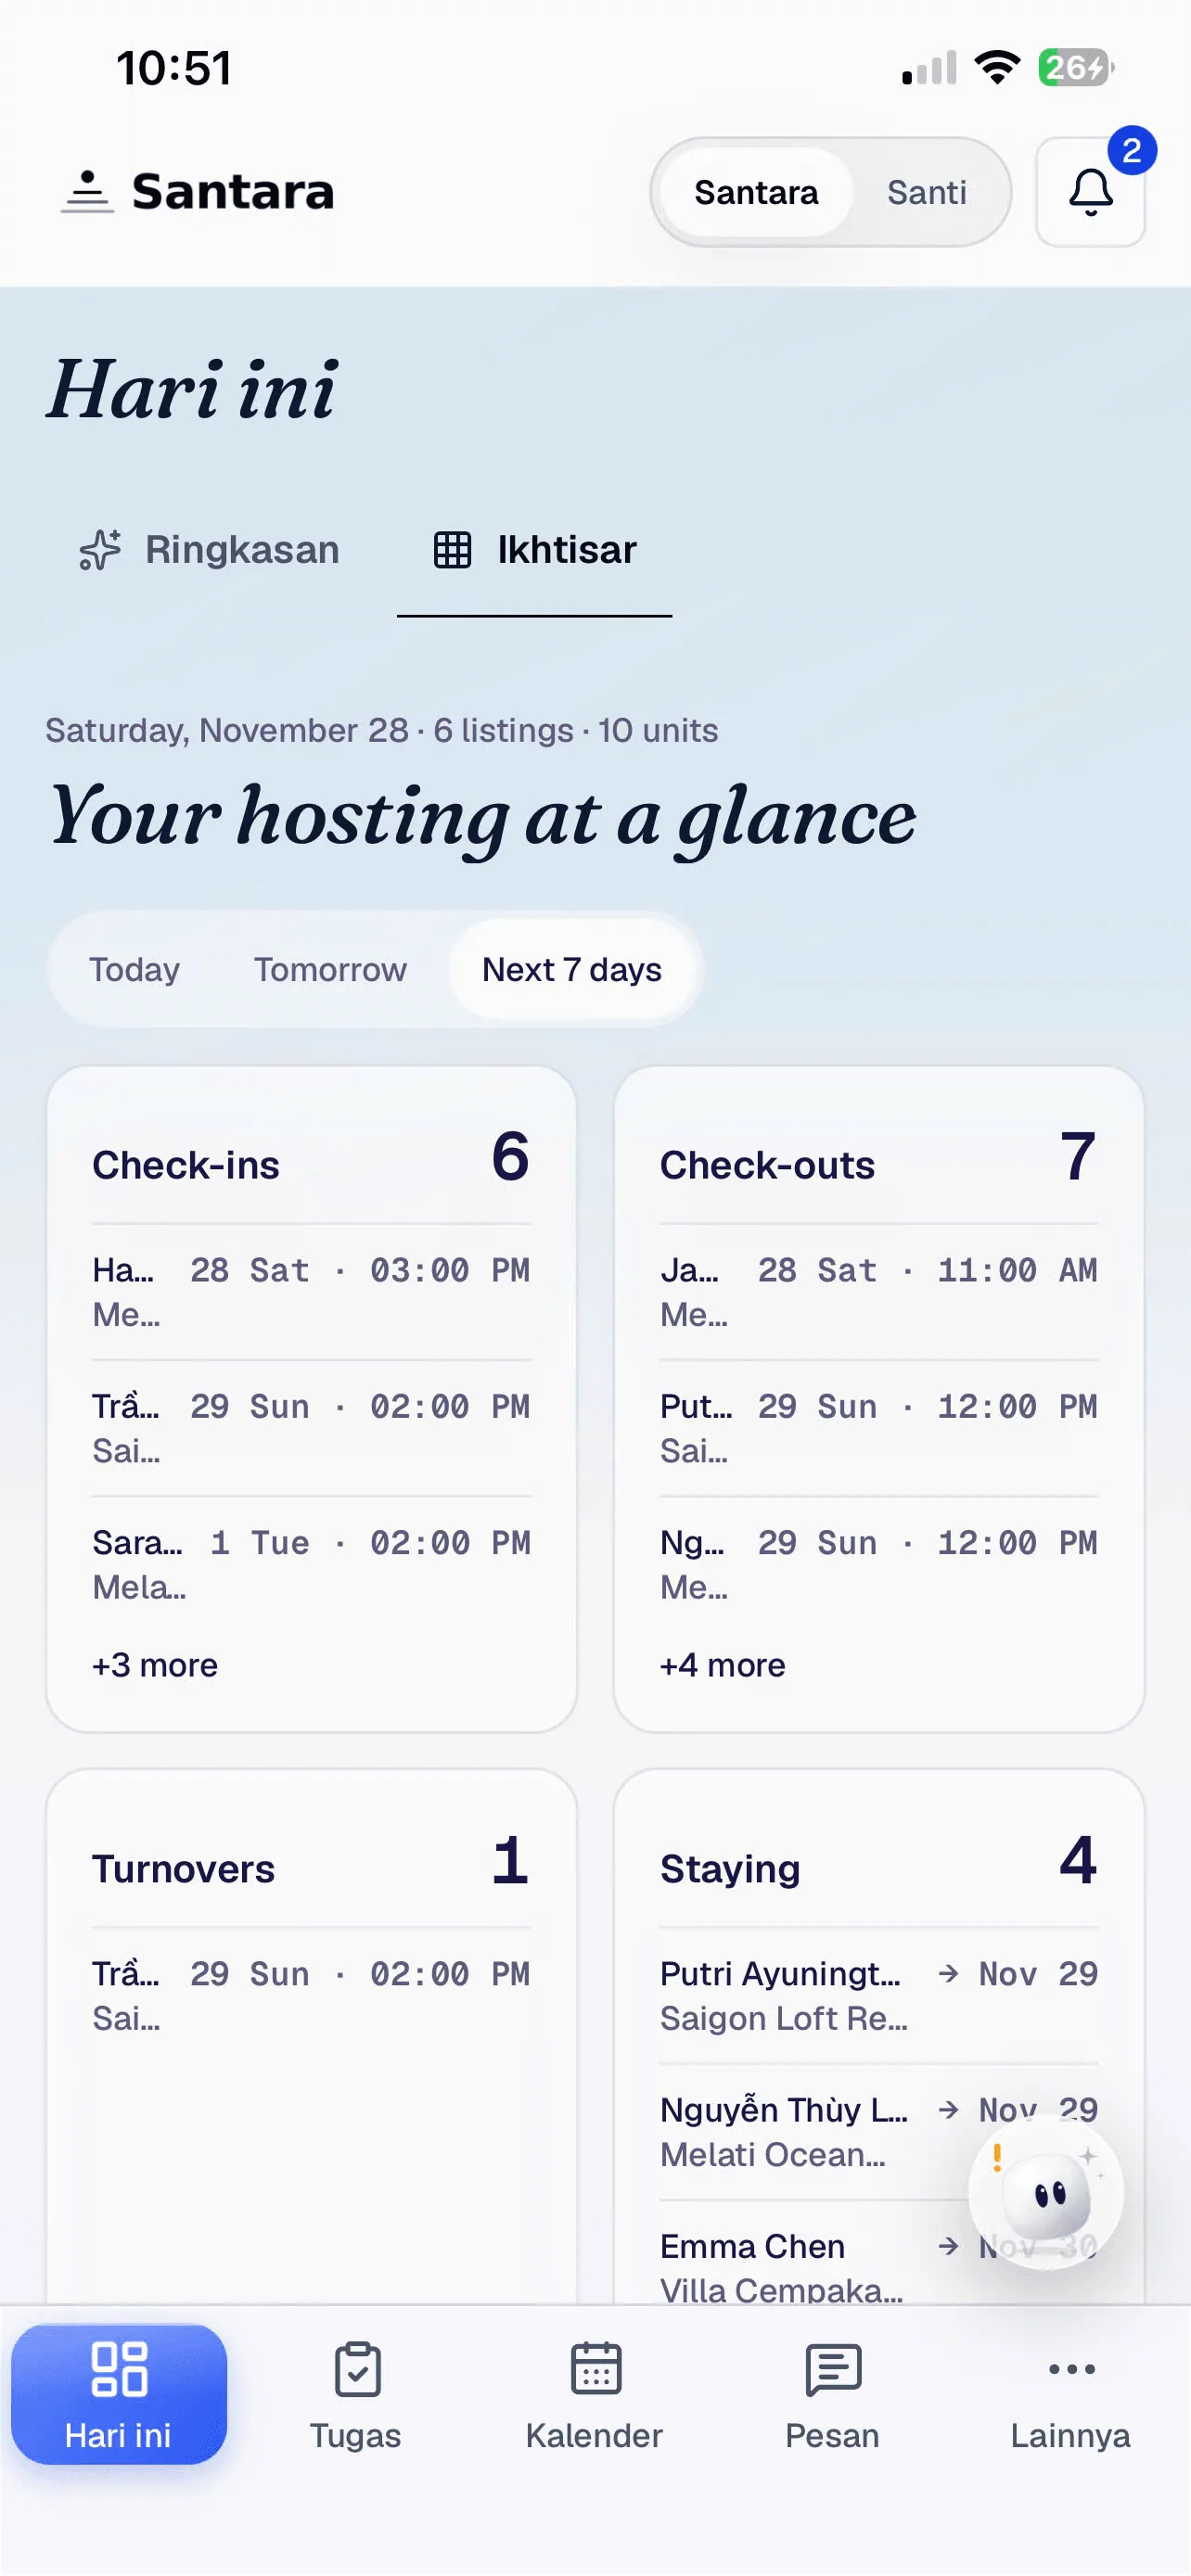 10:51
26
Santara
Santara
Santi
2
Hari ini
Ringkasan
Ikhtisar
Saturday, November 28 · 6 listings · 10 units
Your hosting at a glance
Today
Tomorrow
Next 7 days
Check-ins 6
Ha... 28 Sat · 03:00 PM
Me...
Trầ... 29 Sun · 02:00 PM
Sai...
Sara... 1 Tue · 02:00 PM
Mela...
+3 more
Check-outs 7
Ja... 28 Sat · 11:00 AM
Me...
Put... 29 Sun · 12:00 PM
Sai...
Ng... 29 Sun · 12:00 PM
Me...
+4 more
Turnovers 1
Trầ... 29 Sun · 02:00 PM
Sai...
Staying 4
Putri Ayuningt... → Nov 29
Saigon Loft Re...
Nguyễn Thùy L... → Nov 29
Melati Ocean...
Emma Chen → Nov 30
Villa Cempaka...
!
Hari ini
Tugas
Kalender
Pesan
Lainnya